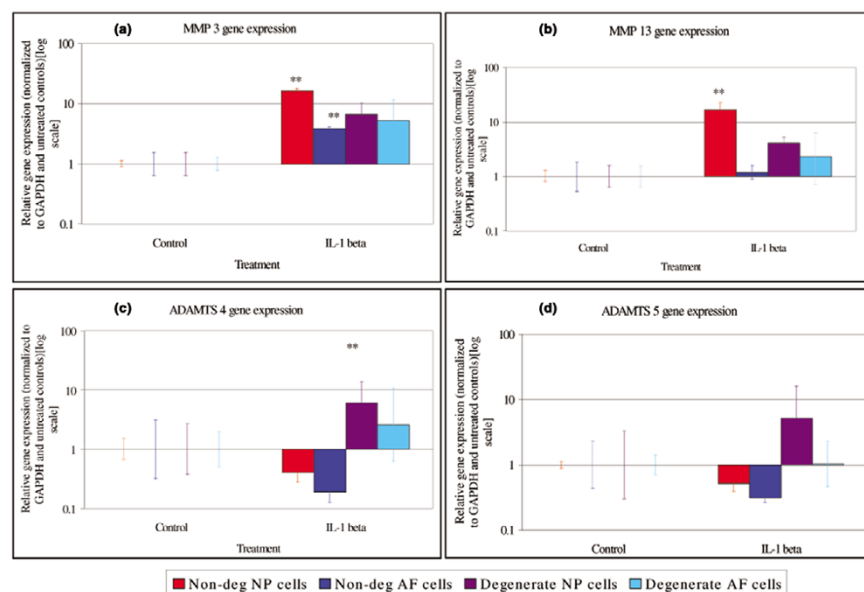 (a)
MMP 3 gene expression
Relative gene expression (normalized
to GAPDH and untreated controls)[log
scale]
100
10
1
0.1
**
**
Control
IL-1 beta
Treatment
(b)
MMP 13 gene expression
Relative gene expression (normalized to
GAPDH and untreated controls)[log
scale]
100
10
1
0.1
**
Control
IL-1 beta
Treatment
(c)
ADAMTS 4 gene expression
Relative gene expression (normalized to
GAPDH and untreated controls)[log
scale]
100
10
1
0.1
**
Control
IL-1 beta
Treatment
(d)
ADAMTS 5 gene expression
Relative gene expression (normalized
to GAPDH and untreated controls)[log
scale]
100
10
1
0.1
Control
IL-1 beta
Non-deg NP cells Non-deg AF cells Degenerate NP cells Degenerate AF cells